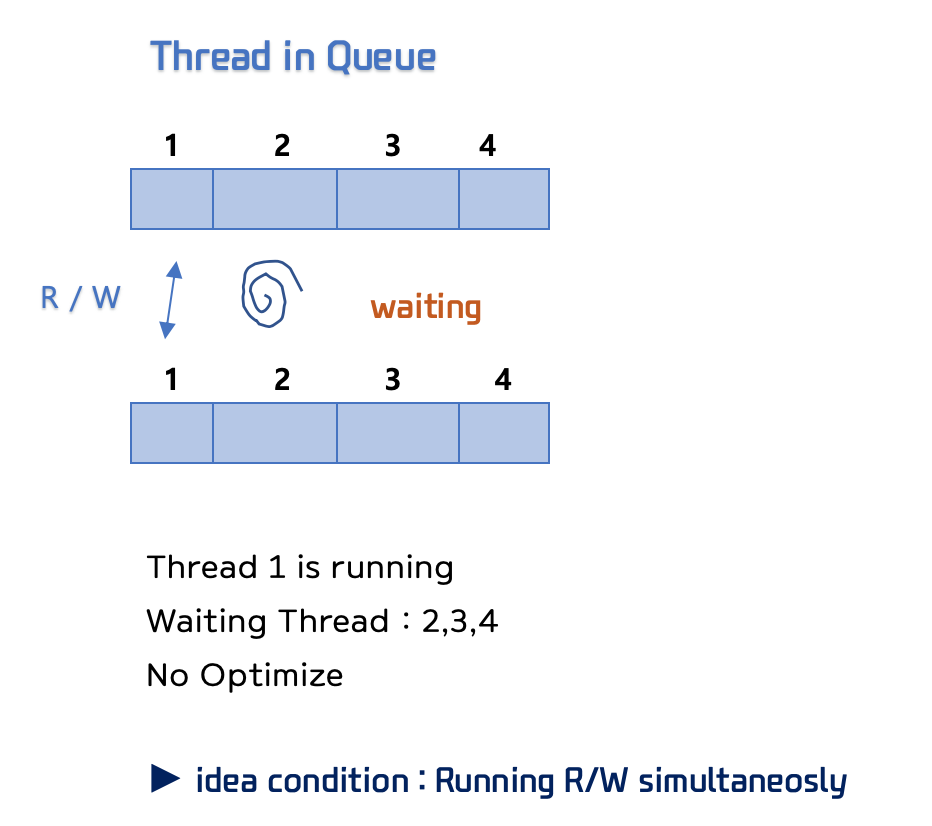 Thread in Queue
1 2 3 4
R / W
waiting
1 2 3 4
Thread 1 is running
Waiting Thread : 2,3,4
No Optimize
▶ idea condition : Running R/W simultaneosly